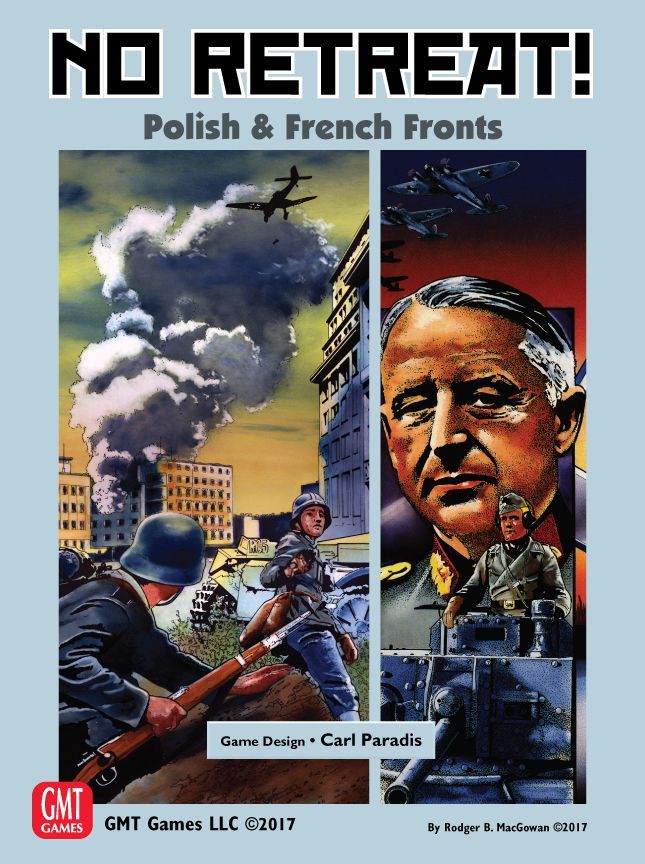 NO RETREAT!
Polish & French Fronts
Game Design • Carl Paradis
GMT
GAMES
GMT Games LLC ©2017
By Rodger B. MacGowan ©2017